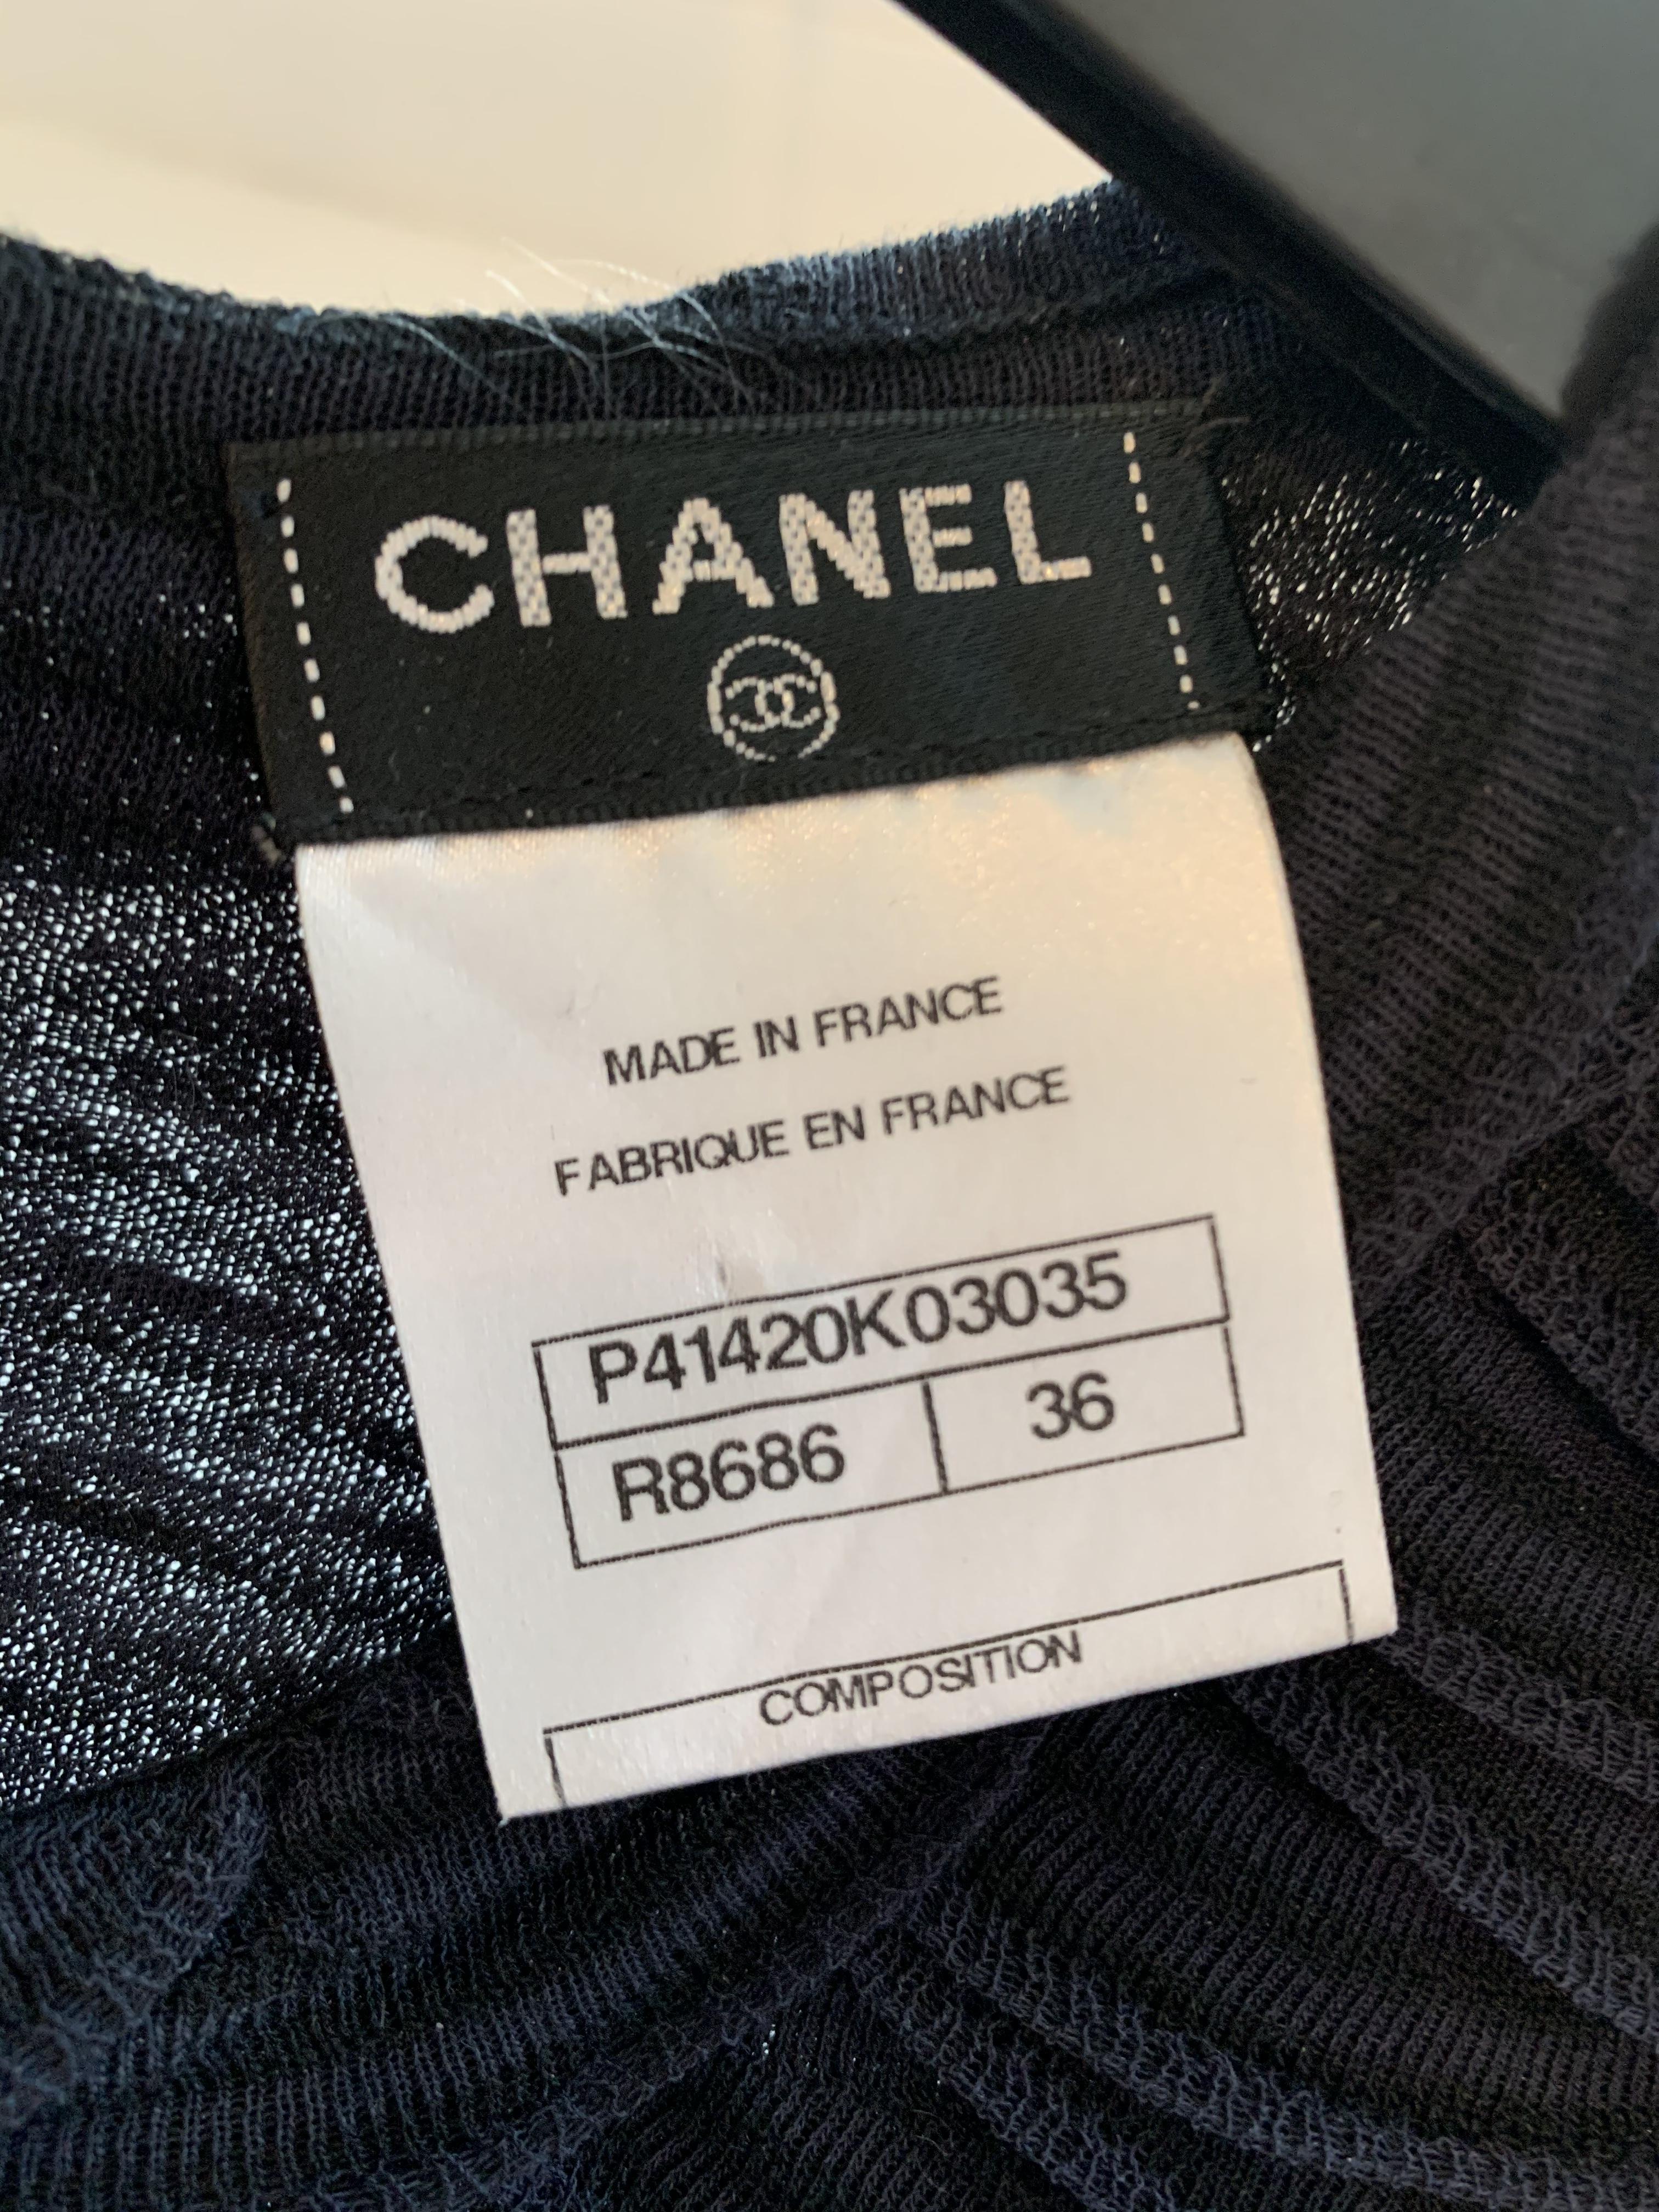 CHANEL
MADE IN FRANCE
FABRIQUE EN FRANCE
P41420K03035
R8686 36
COMPOSITION